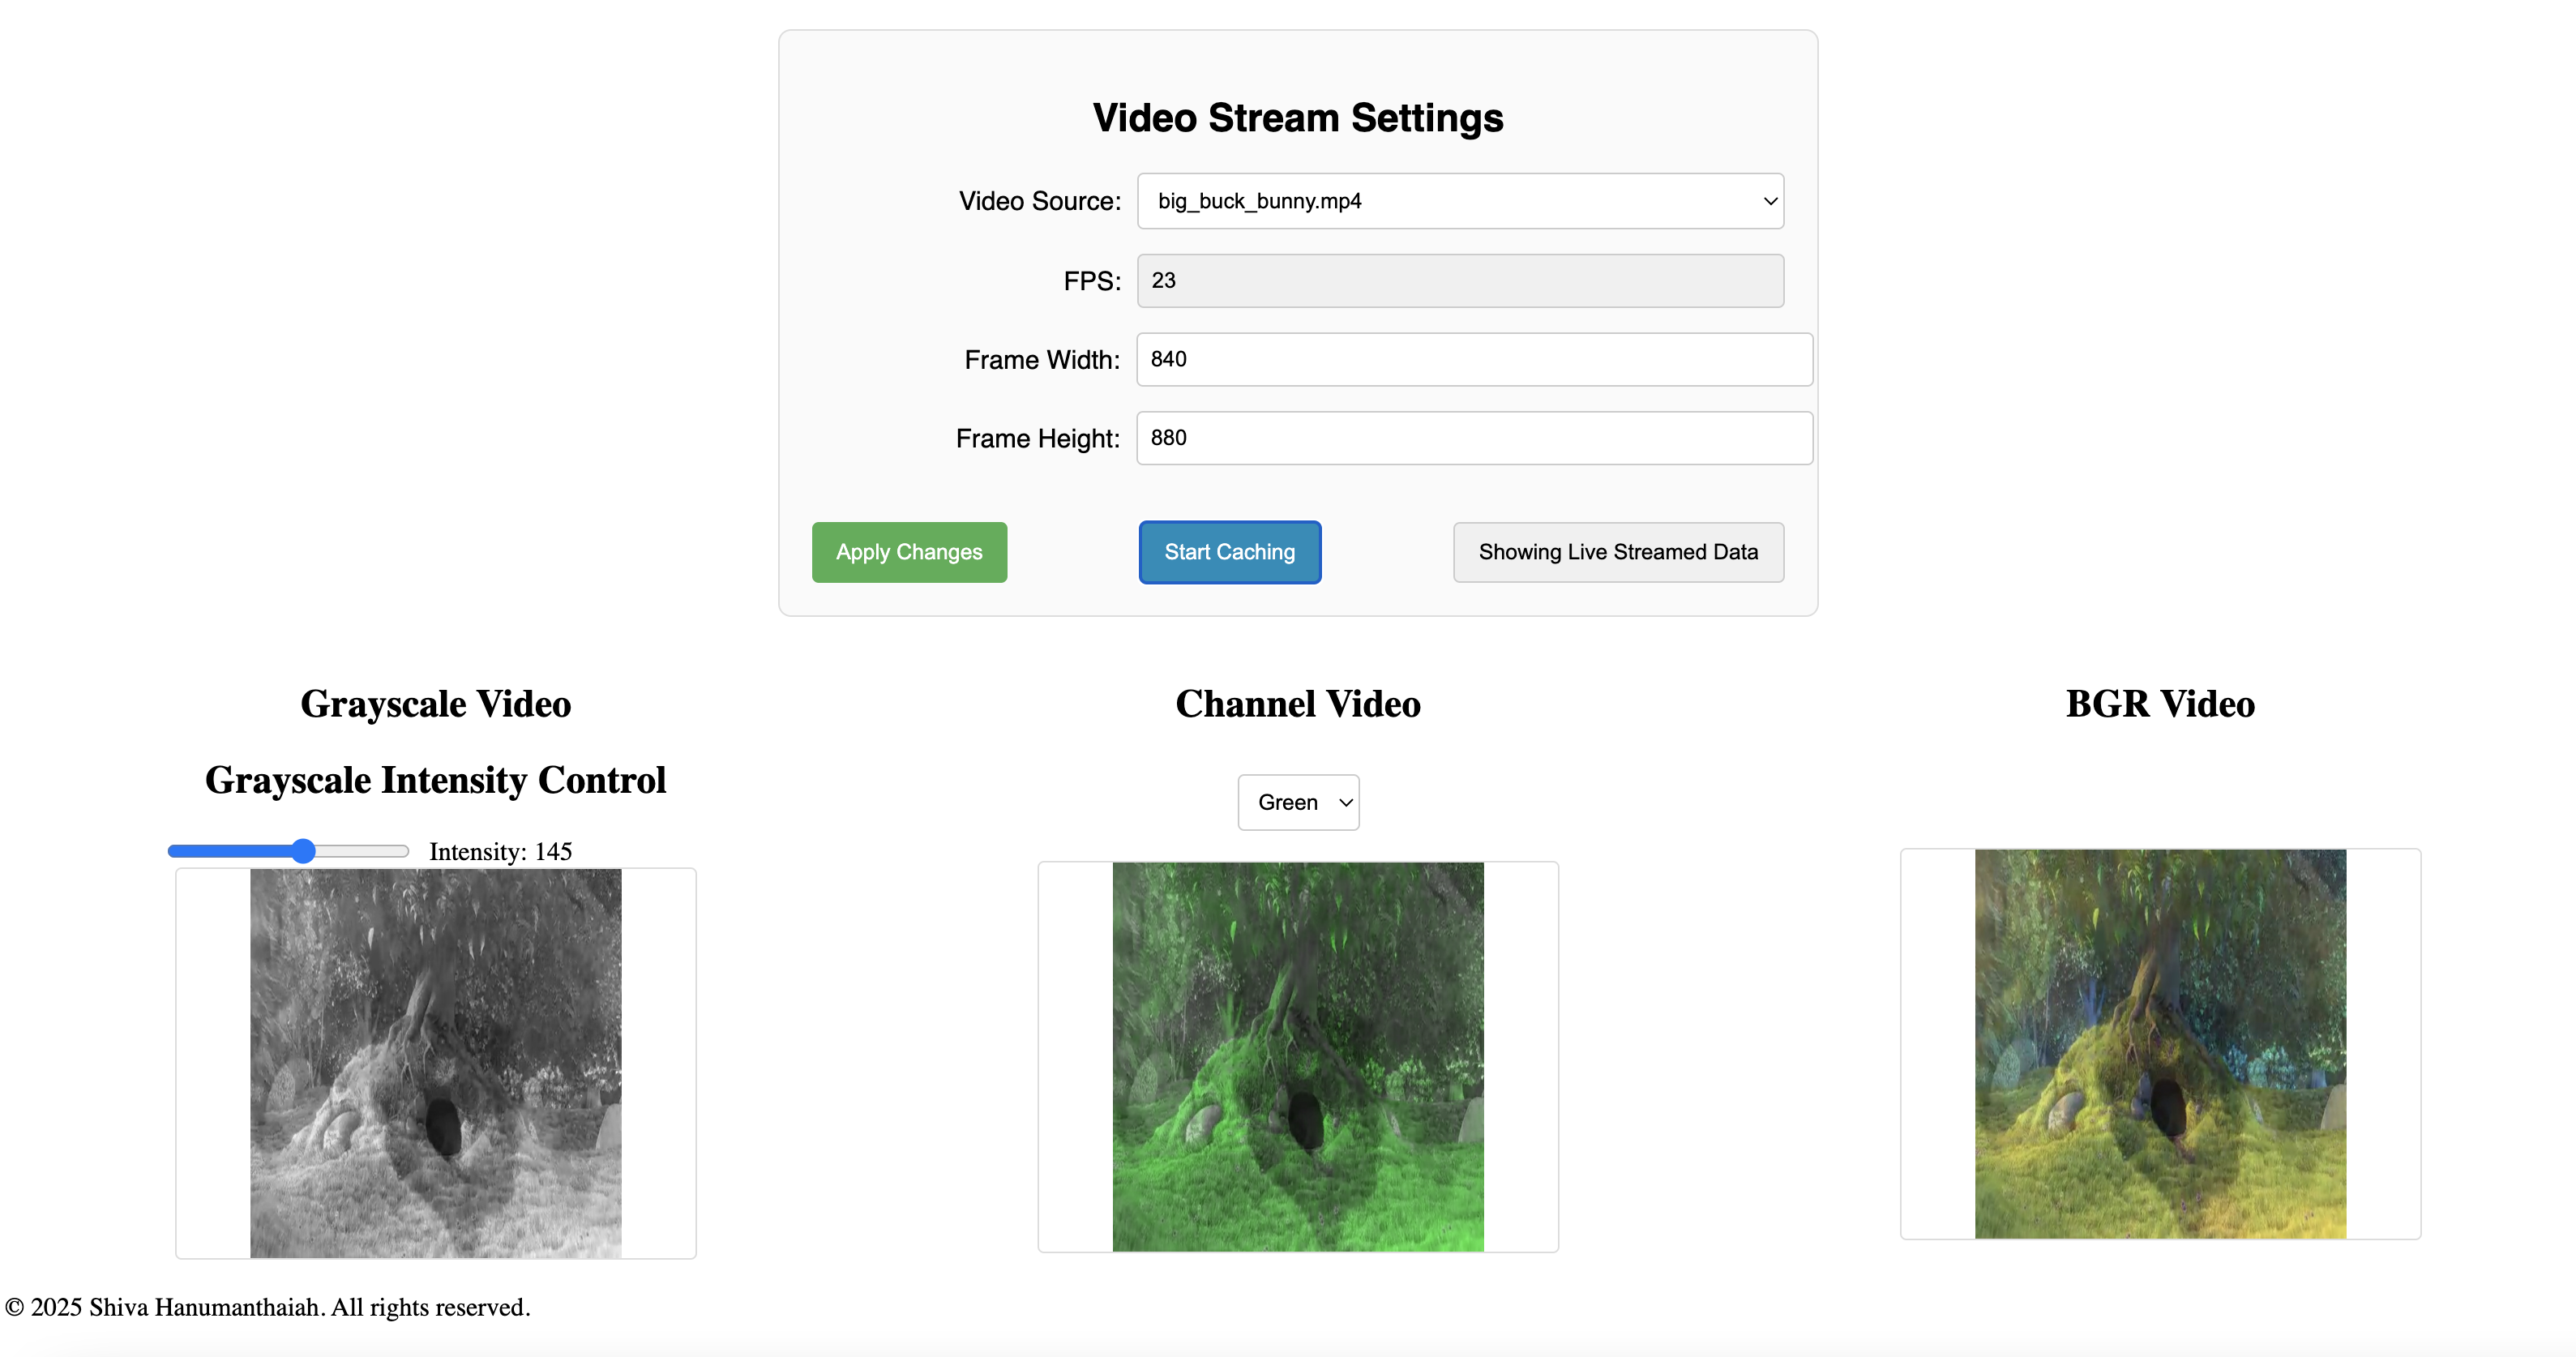 Video Stream Settings
Video Source: big_buck_bunny.mp4
FPS: 23
Frame Width: 840
Frame Height: 880
Apply Changes
Start Caching
Showing Live Streamed Data
Grayscale Video
Grayscale Intensity Control
Intensity: 145
Channel Video
Green
BGR Video
© 2025 Shiva Hanumanthaiah. All rights reserved.